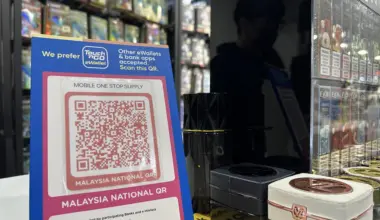 We prefer
Touch
n GO
eWallet
Other eWallets
& bank apps
accepted.
Scan this QR.
MOBILE ONE STOP SUPPLY
MALAYSIA NATIONAL QR
MALAYSIA NATIONAL QR